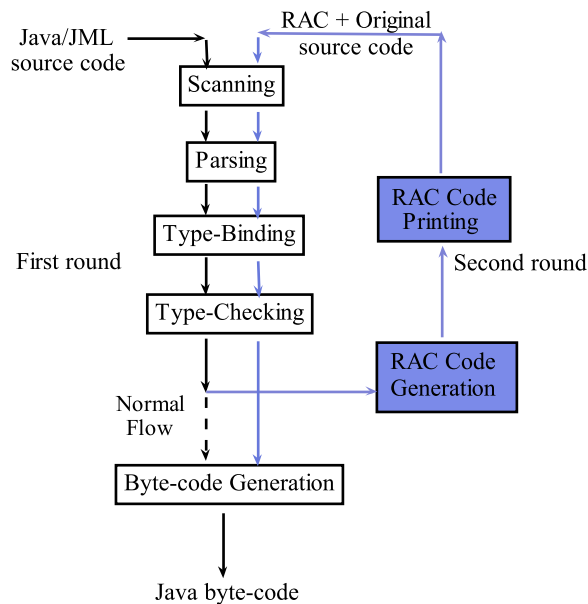 Java/JML
source code
RAC + Original
source code
Scanning
Parsing
RAC Code
Printing
Type-Binding
First round
Second round
Type-Checking
RAC Code
Generation
Normal
Flow
Byte-code Generation
Java byte-code